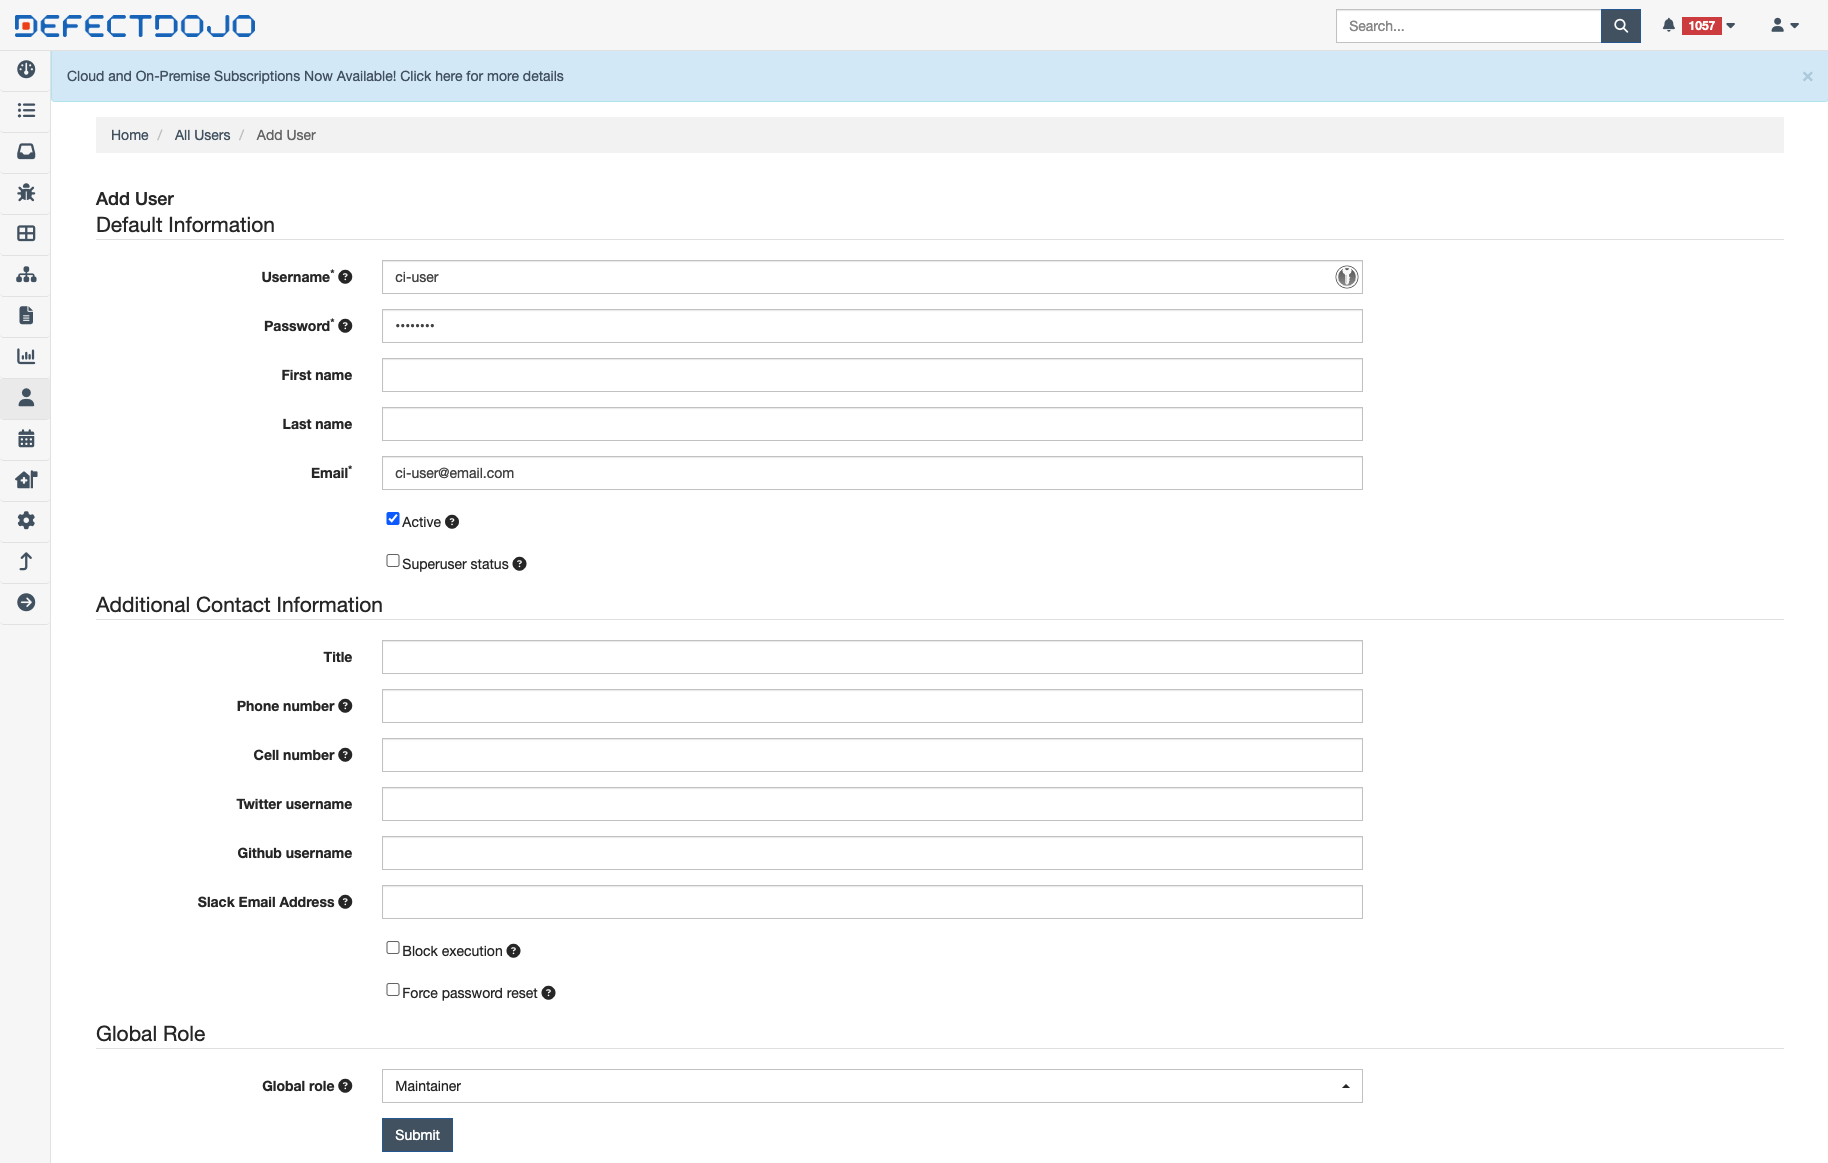 DEFECTDOJO
Search...
1057
Cloud and On-Premise Subscriptions Now Available! Click here for more details
×
Home / All Users / Add User
Add User
Default Information
Username* ?
ci-user
Password* ?
••••••••
First name
Last name
Email*
ci-user@email.com
Active ?
Superuser status ?
Additional Contact Information
Title
Phone number ?
Cell number ?
Twitter username
Github username
Slack Email Address ?
Block execution ?
Force password reset ?
Global Role
Global role ?
Maintainer
Submit